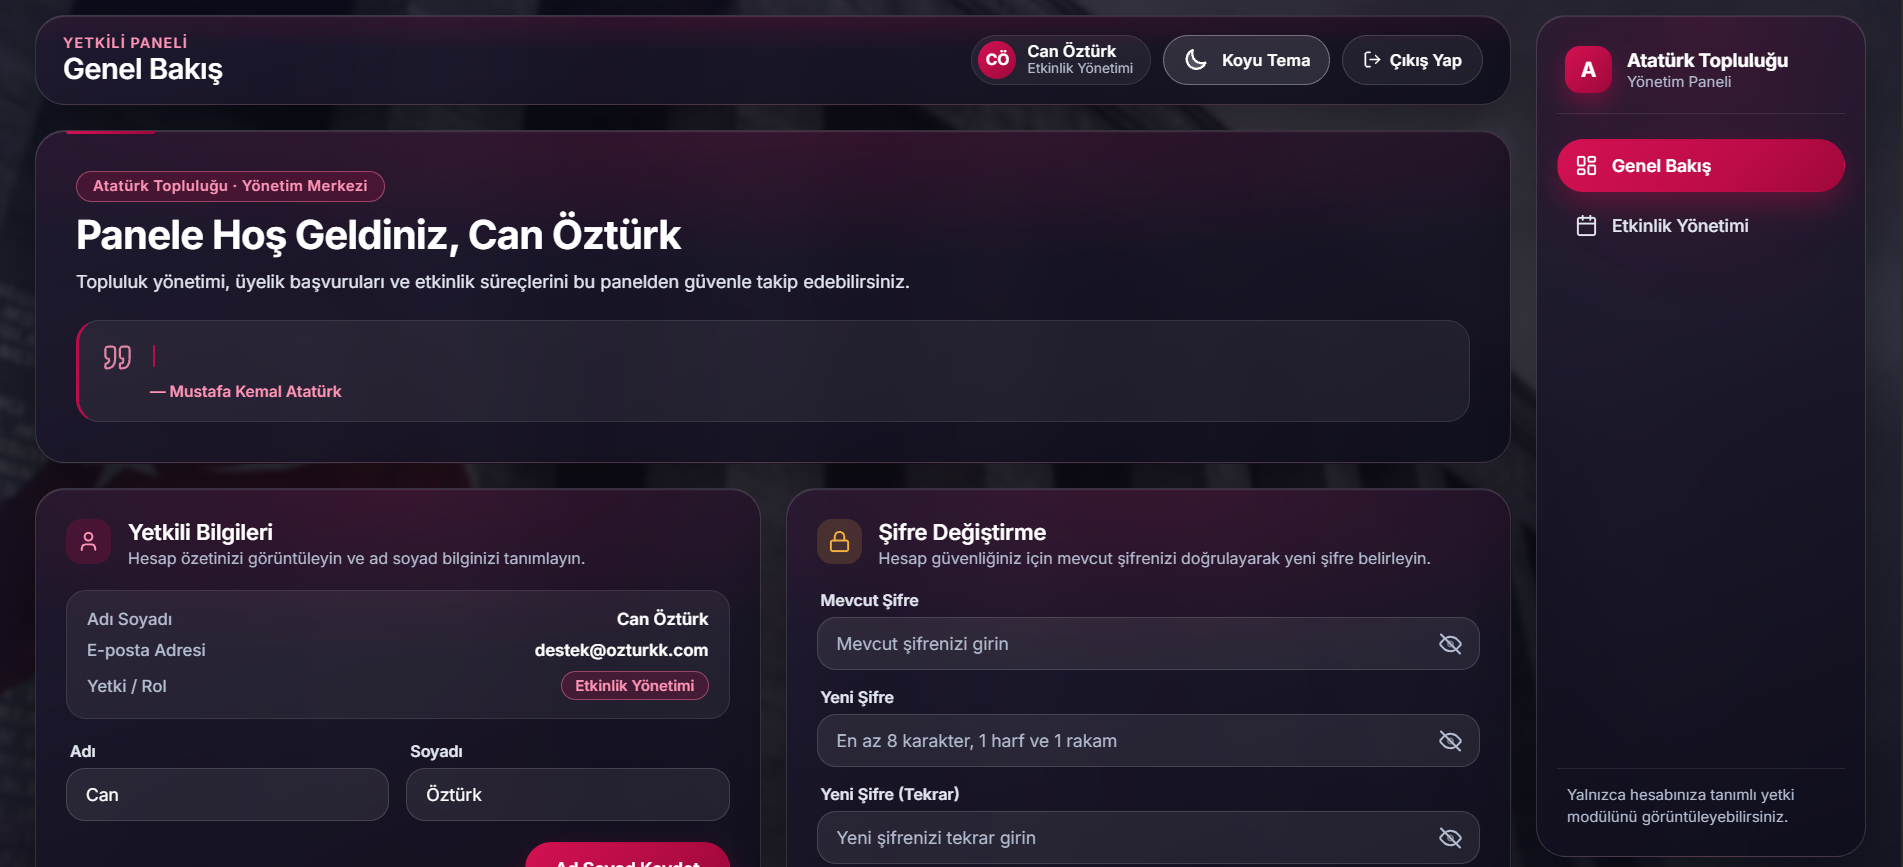 YETKİLİ PANELİ
Genel Bakış
CÖ
Can Öztürk
Etkinlik Yönetimi
Koyu Tema
Çıkış Yap
Atatürk Topluluğu · Yönetim Merkezi
Panele Hoş Geldiniz, Can Öztürk
Topluluk yönetimi, üyelik başvuruları ve etkinlik süreçlerini bu panelden güvenle takip edebilirsiniz.
— Mustafa Kemal Atatürk
Yetkili Bilgileri
Hesap özetinizi görüntüleyin ve ad soyad bilginizi tanımlayın.
Adı Soyadı
Can Öztürk
E-posta Adresi
destek@ozturkk.com
Yetki / Rol
Etkinlik Yönetimi
Adı
Soyadı
Can
Öztürk
Ad Soyad Kaydet
Şifre Değiştirme
Hesap güvenliğiniz için mevcut şifrenizi doğrulayarak yeni şifre belirleyin.
Mevcut Şifre
Mevcut şifrenizi girin
Yeni Şifre
En az 8 karakter, 1 harf ve 1 rakam
Yeni Şifre (Tekrar)
Yeni şifrenizi tekrar girin
A
Atatürk Topluluğu
Yönetim Paneli
Genel Bakış
Etkinlik Yönetimi
Yalnızca hesabınıza tanımlı yetki
modülünü görüntüleyebilirsiniz.